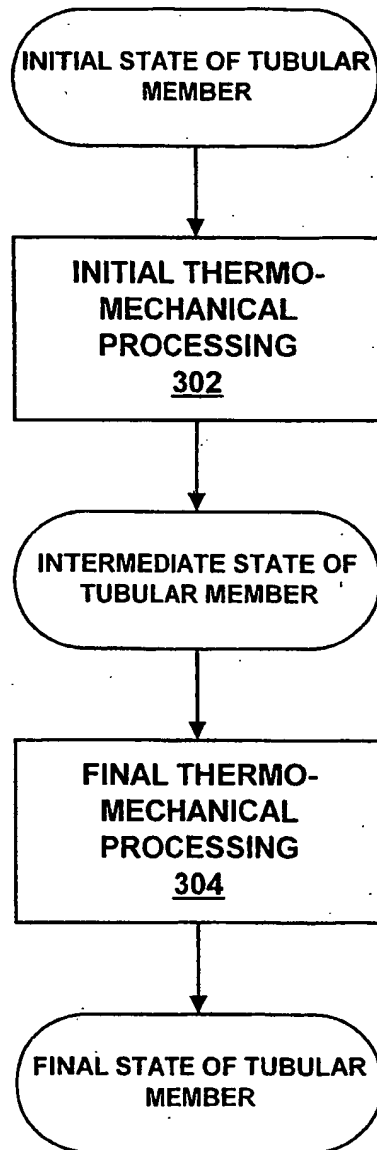 INITIAL STATE OF TUBULAR
MEMBER
INITIAL THERMO-
MECHANICAL
PROCESSING
302
INTERMEDIATE STATE OF
TUBULAR MEMBER
FINAL THERMO-
MECHANICAL
PROCESSING
304
FINAL STATE OF TUBULAR
MEMBER